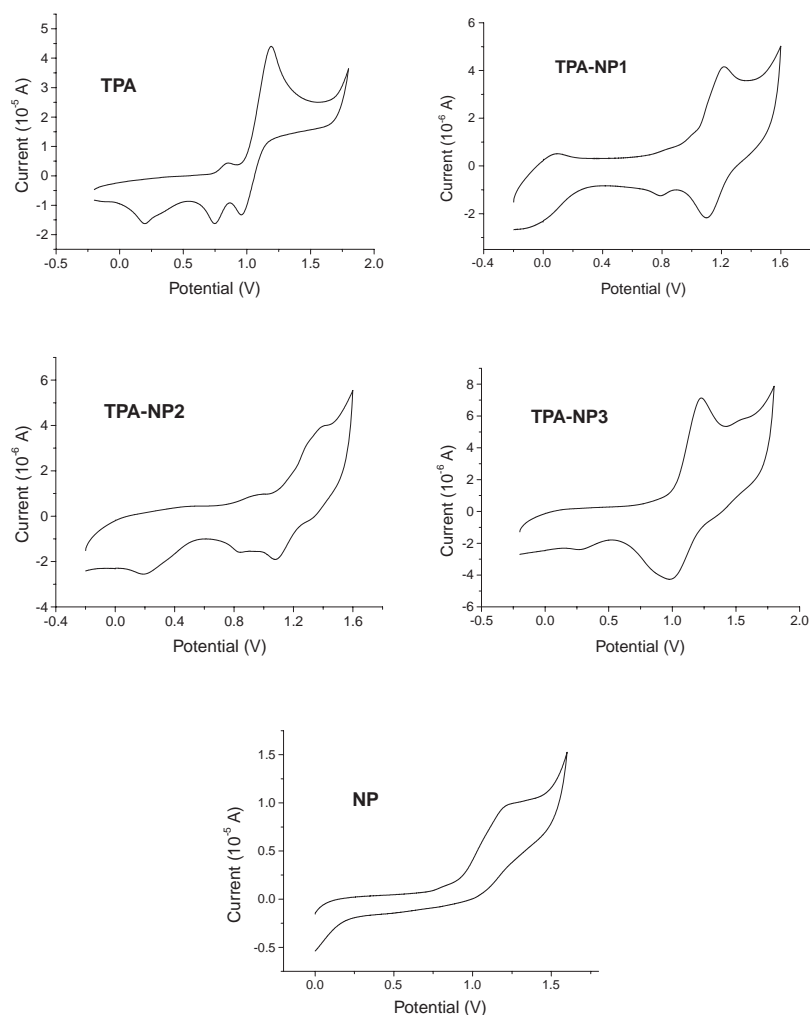 TPA
Current (10⁻⁵ A)
5
4
3
2
1
0
-1
-2
-0.5 0.0 0.5 1.0 1.5 2.0
Potential (V)
TPA-NP1
Current (10⁻⁶ A)
6
4
2
0
-2
-0.4 0.0 0.4 0.8 1.2 1.6
Potential (V)
TPA-NP2
Current (10⁻⁶ A)
6
4
2
0
-2
-4
-0.4 0.0 0.4 0.8 1.2 1.6
Potential (V)
TPA-NP3
Current (10⁻⁶ A)
8
6
4
2
0
-2
-4
-6
-0.5 0.0 0.5 1.0 1.5 2.0
Potential (V)
NP
Current (10⁻⁵ A)
1.5
1.0
0.5
0.0
-0.5
0.0 0.5 1.0 1.5
Potential (V)